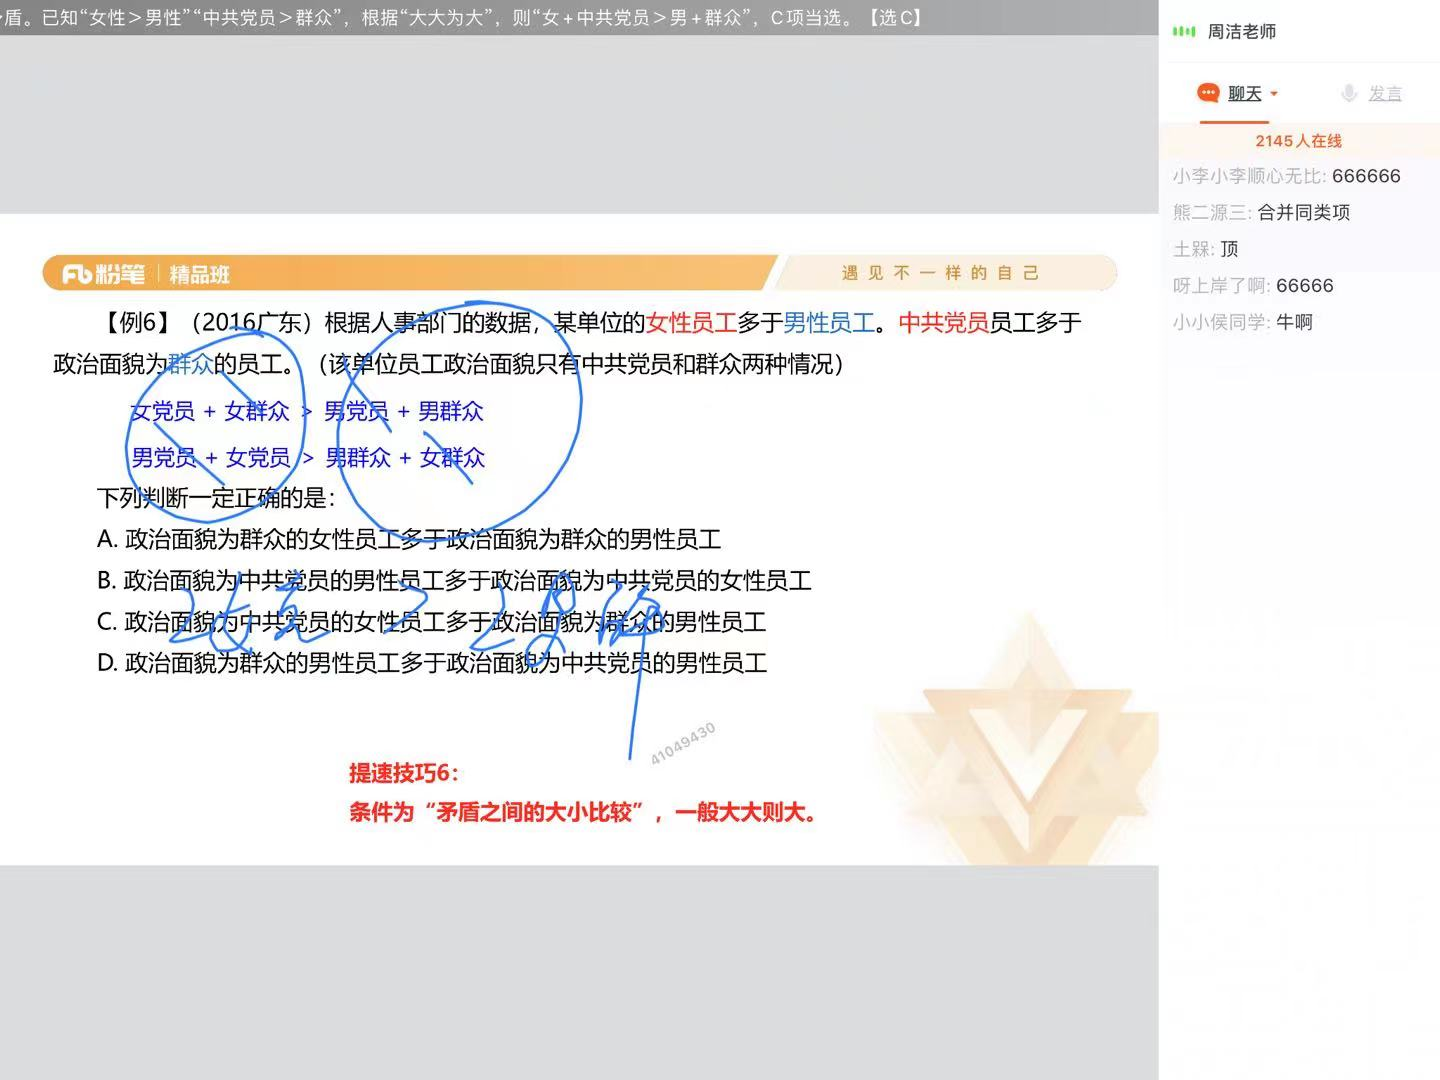 矛盾。已知“女性＞男性”“中共党员＞群众”，根据“大大为大”，则“女+中共党员＞男+群众”，C项当选。【选C】
周洁老师
聊天
发言
2145人在线
小李小李顺心无比: 666666
熊二源三: 合并同类项
土槑: 顶
呀上岸了啊: 66666
小小侯同学: 牛啊
粉笔 精品班
遇见不一样的自己
【例6】（2016广东）根据人事部门的数据，某单位的女性员工多于男性员工。中共党员员工多于
政治面貌为群众的员工。（该单位员工政治面貌只有中共党员和群众两种情况）
女党员 + 女群众 > 男党员 + 男群众
男党员 + 女党员 > 男群众 + 女群众
下列判断一定正确的是：
A. 政治面貌为群众的女性员工多于政治面貌为群众的男性员工
B. 政治面貌为中共党员的男性员工多于政治面貌为中共党员的女性员工
C. 政治面貌为中共党员的女性员工多于政治面貌为群众的男性员工
2女党 > 2男群
D. 政治面貌为群众的男性员工多于政治面貌为中共党员的男性员工
41049430
提速技巧6：
条件为“矛盾之间的大小比较”，一般大大则大。